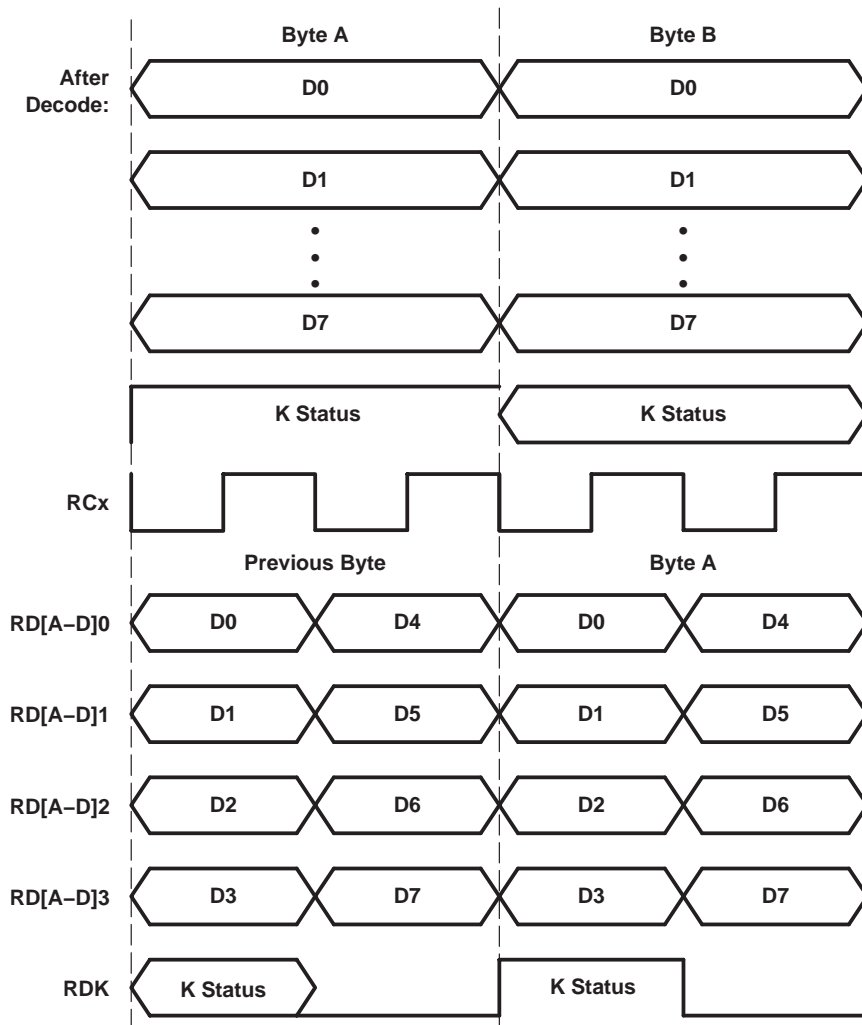 Byte A Byte B
After
Decode:
D0 D0
D1 D1
D7 D7
K Status K Status
RCx
Previous Byte Byte A
RD[A–D]0 D0 D4 D0 D4
RD[A–D]1 D1 D5 D1 D5
RD[A–D]2 D2 D6 D2 D6
RD[A–D]3 D3 D7 D3 D7
RDK K Status K Status